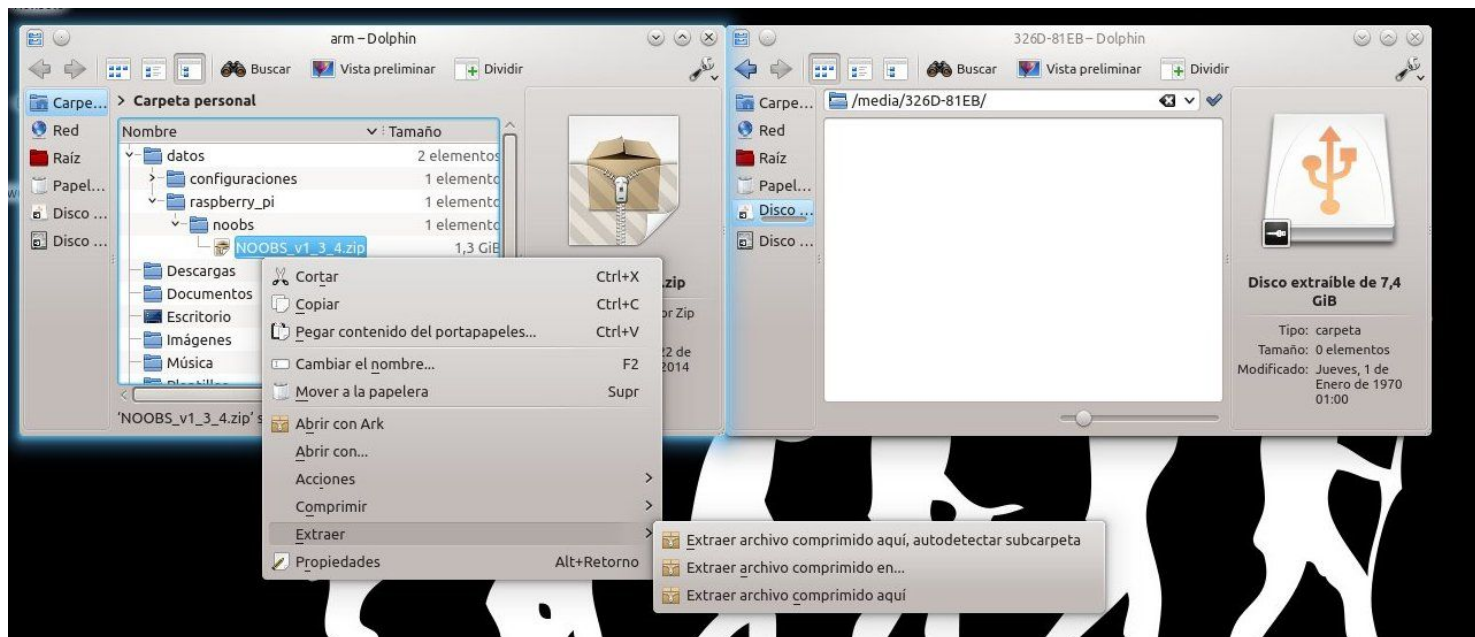 arm – Dolphin
Buscar
Vista preliminar
Dividir
Carpe...
Red
Raíz
Papel...
Disco ...
Disco ...
> Carpeta personal
Nombre
Tamaño
datos
2 elementos
configuraciones
1 elemento
raspberry_pi
1 elemento
noobs
1 elemento
NOOBS_v1_3_4.zip
1,3 GiB
Descargas
Documentos
Escritorio
Imágenes
Música
.zip
or Zip
22 de
2014
'NOOBS_v1_3_4.zip' s
Cortar Ctrl+X
Copiar Ctrl+C
Pegar contenido del portapapeles... Ctrl+V
Cambiar el nombre... F2
Mover a la papelera Supr
Abrir con Ark
Abrir con...
Acciones
Comprimir
Extraer
Propiedades Alt+Retorno
Extraer archivo comprimido aquí, autodetectar subcarpeta
Extraer archivo comprimido en...
Extraer archivo comprimido aquí
326D-81EB – Dolphin
Buscar
Vista preliminar
Dividir
Carpe...
Red
Raíz
Papel...
Disco ...
Disco ...
/media/326D-81EB/
Disco extraíble de 7,4
GiB
Tipo: carpeta
Tamaño: 0 elementos
Modificado: Jueves, 1 de
Enero de 1970
01:00